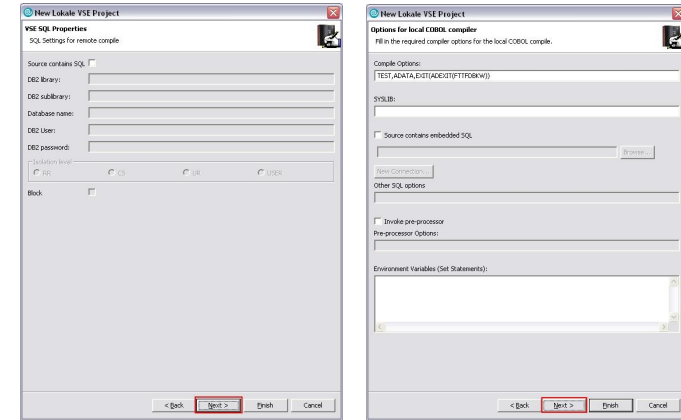 New Lokale VSE Project
VSE SQL Properties
SQL Settings for remote compile
Source contains SQL
DB2 library:
DB2 sublibrary:
Database name:
DB2 User:
DB2 password:
Isolation level
RR
CS
UR
USER
Block
< Back
Next >
Finish
Cancel
New Lokale VSE Project
Options for local COBOL compiler
Fill in the required compiler options for the local COBOL compile.
Compile Options:
TEST,ADATA,EXIT(ADEXIT(FTTFDBKW))
SYSLIB:
Source contains embedded SQL
Browse...
New Connection...
Other SQL options
Invoke pre-processor
Pre-processor Options:
Environment Variables (Set Statements):
< Back
Next >
Finish
Cancel